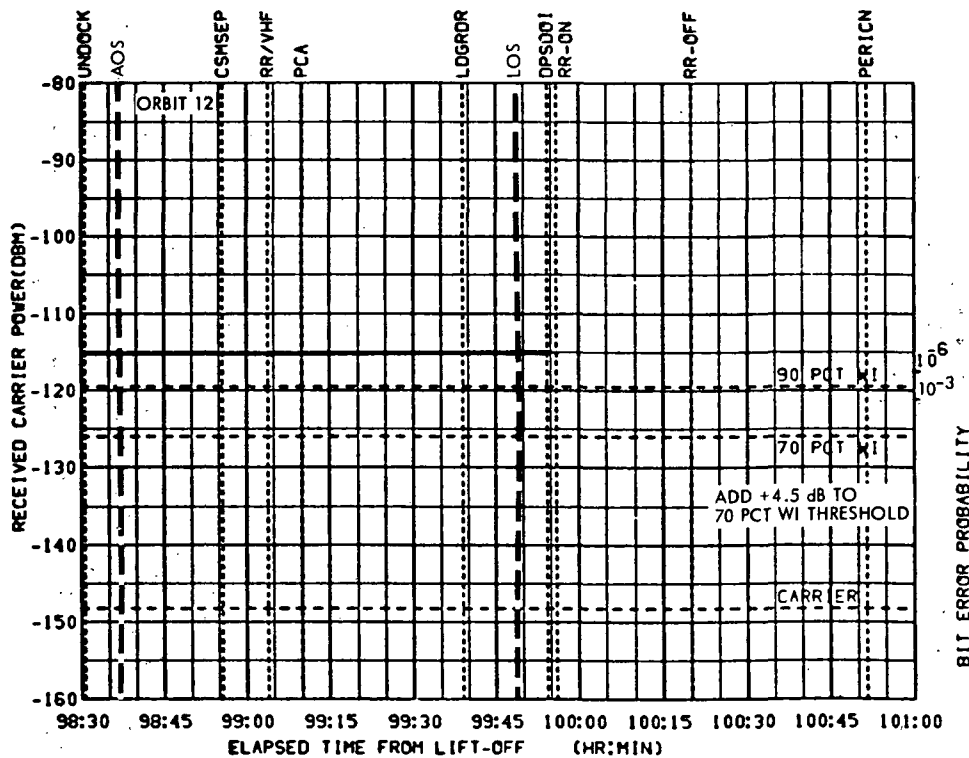 UNDOCK
AOS
CSMSEP
RR/VHF
PCA
LDGRDR
LOS
DPSDOI
RR-ON
RR-OFF
PERICN
ORBIT 12
RECEIVED CARRIER POWER(DBM)
-80
-90
-100
-110
-120
-130
-140
-150
-160
10^6
90 PCT WI
10^-3
70 PCT WI
ADD +4.5 dB TO
70 PCT WI THRESHOLD
CARRIER
BIT ERROR PROBABILITY
98:30 98:45 99:00 99:15 99:30 99:45 100:00 100:15 100:30 100:45 101:00
ELAPSED TIME FROM LIFT-OFF (HR:MIN)